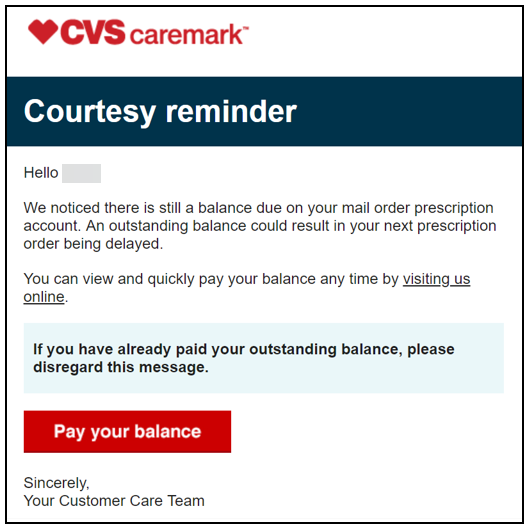 CVS caremark™
Courtesy reminder
Hello
We noticed there is still a balance due on your mail order prescription
account. An outstanding balance could result in your next prescription
order being delayed.
You can view and quickly pay your balance any time by visiting us
online.
If you have already paid your outstanding balance, please
disregard this message.
Pay your balance
Sincerely,
Your Customer Care Team